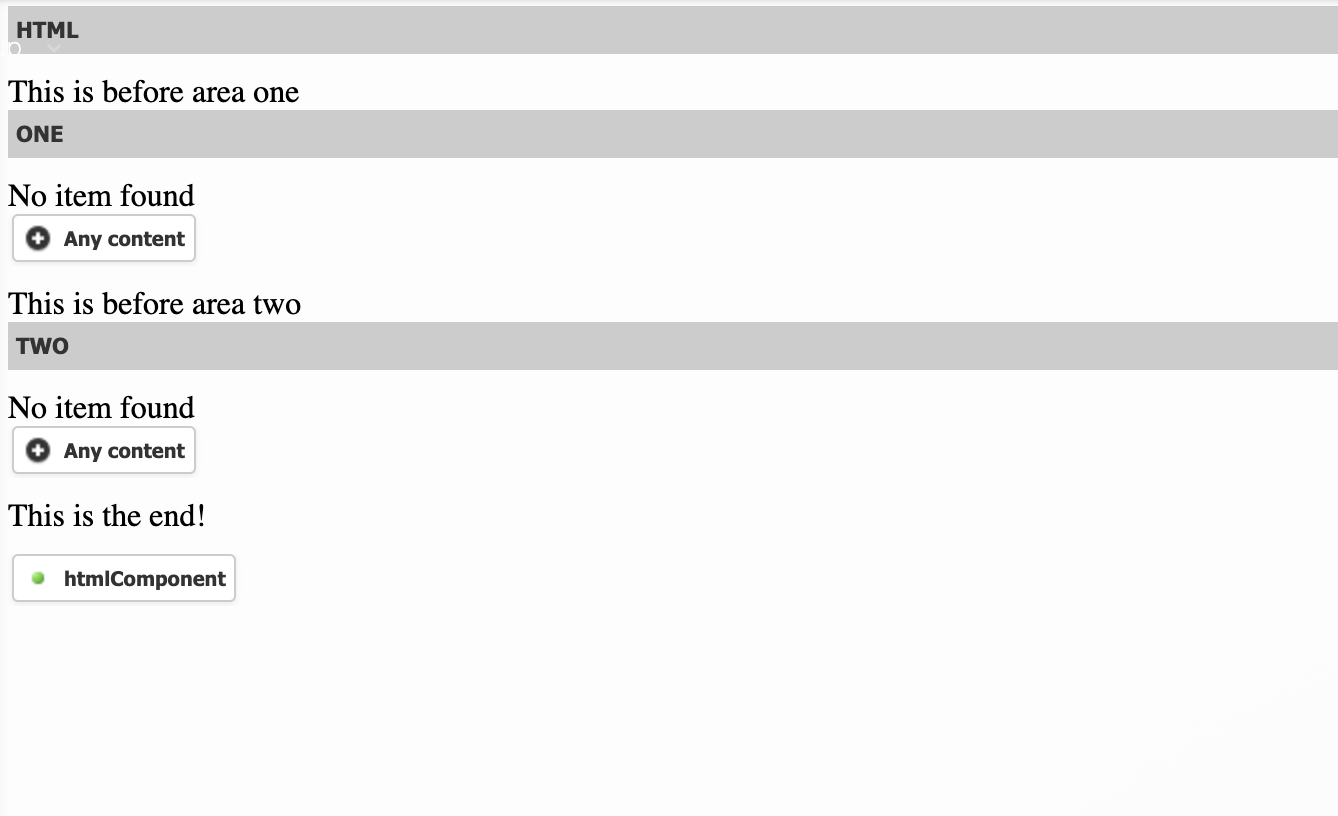 HTML
This is before area one
ONE
No item found
Any content
This is before area two
TWO
No item found
Any content
This is the end!
htmlComponent